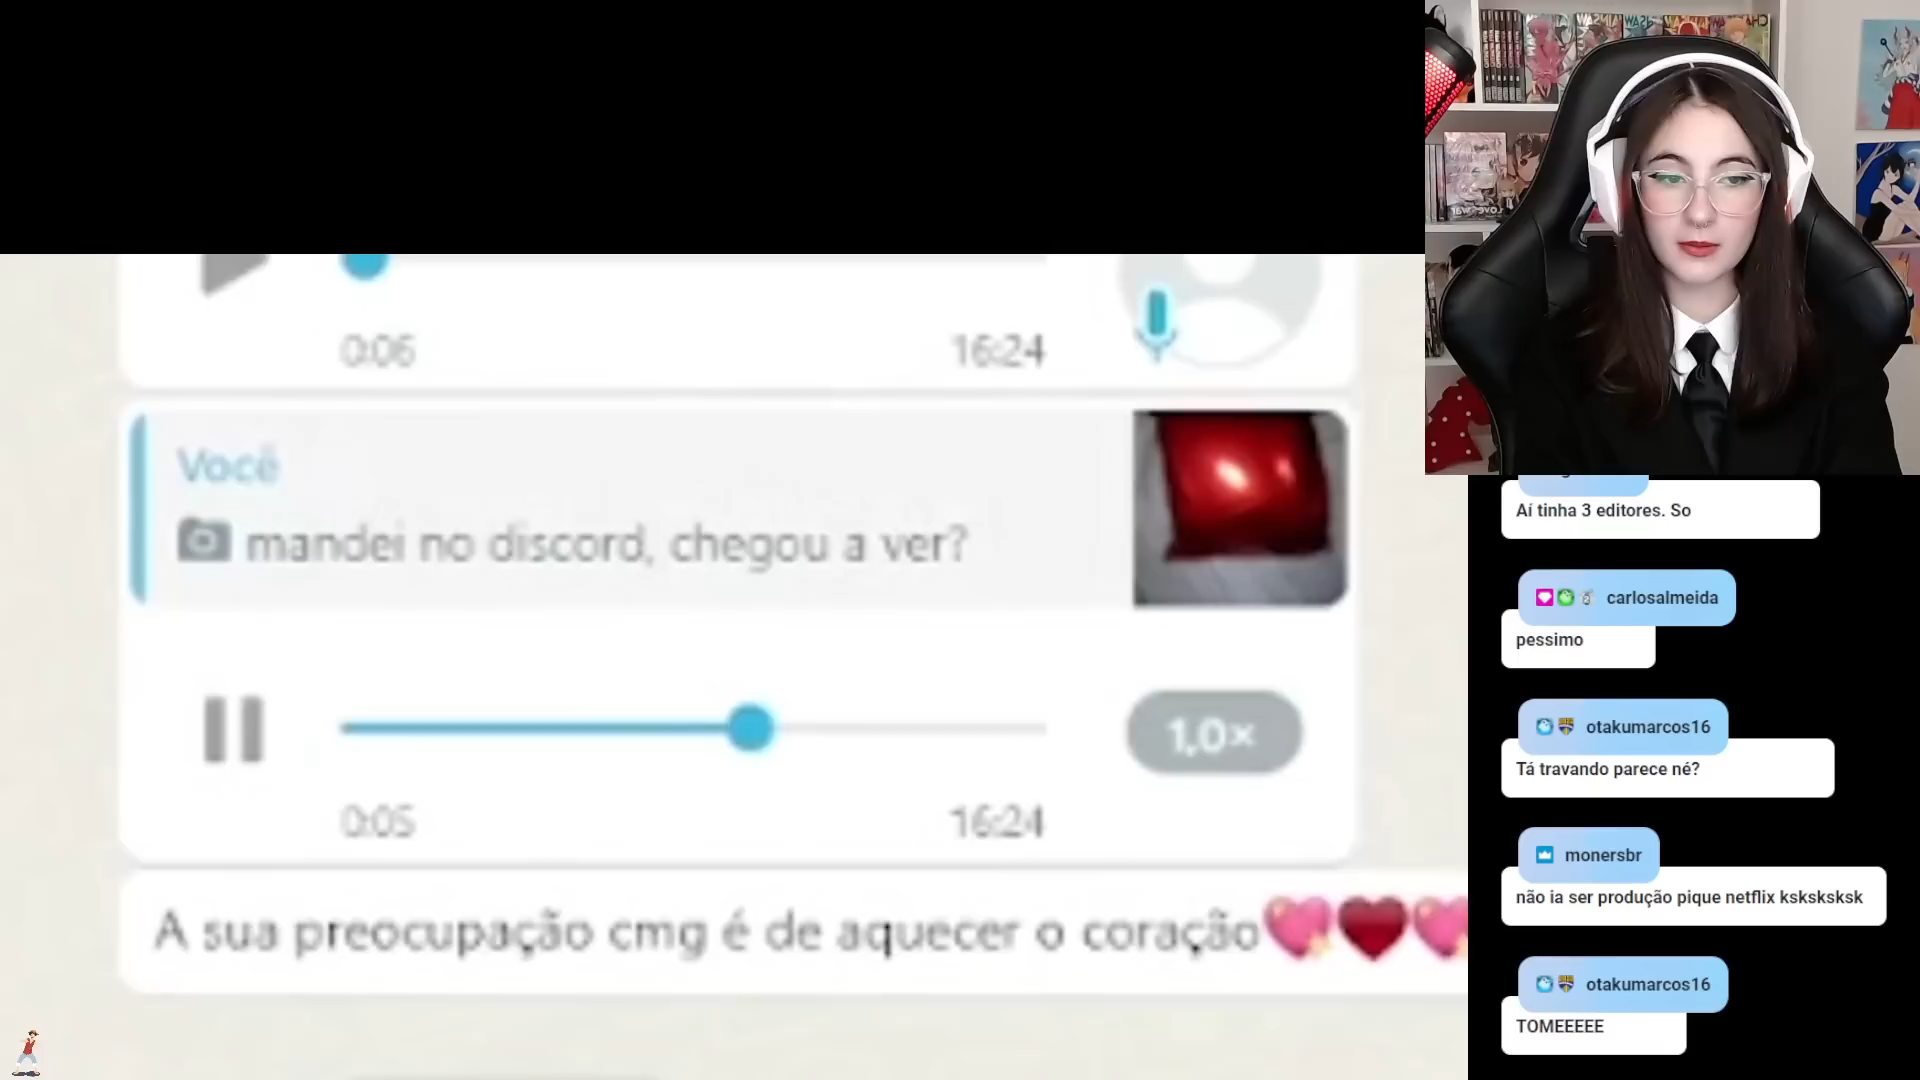 0:06 16:24
Você
mandei no discord, chegou a ver?
1,0×
0:05 16:24
A sua preocupação cmg é de aquecer o coração
Aí tinha 3 editores. So
carlosalmeida
pessimo
otakumarcos16
Tá travando parece né?
monersbr
não ia ser produção pique netflix ksksksksk
otakumarcos16
TOMEEEEE